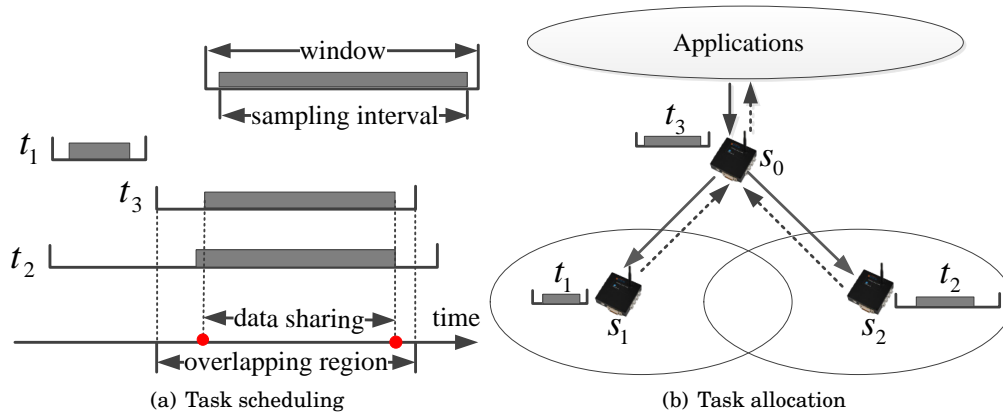 window
sampling interval
t1
t3
t2
data sharing
time
overlapping region
(a) Task scheduling
Applications
t3
s0
t1
t2
s1
s2
(b) Task allocation